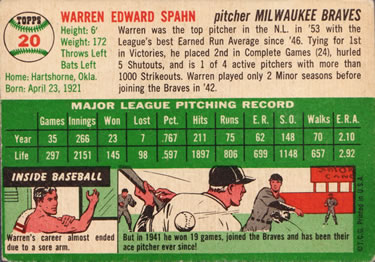 TOPPS
20
WARREN EDWARD SPAHN
pitcher MILWAUKEE BRAVES
Height: 6'
Weight: 172
Throws Left
Bats Left
Home: Hartshorne, Okla.
Born: April 23, 1921
Warren was the top pitcher in the N.L. in '53 with the
League's best Earned Run Average since '46. Tying for 1st
in Victories, he placed 2nd in Complete Games (24), hurled
5 Shutouts, and is 1 of 4 active pitchers with more than
1000 Strikeouts. Warren played only 2 Minor seasons before
joining the Braves in '42.
MAJOR LEAGUE PITCHING RECORD
Games Innings Won Lost Pct. Hits Runs E.R. S.O. Walks E.R.A.
Year 35 266 23 7 .767 211 75 62 148 70 2.10
Life 297 2151 145 98 .597 1897 806 699 1148 657 2.92
INSIDE BASEBALL
Warren's career almost ended
due to a sore arm.
But in 1941 he won 19 games, joined the Braves and has been their
ace pitcher ever since!
© T.C.G. Printed in U.S.A.